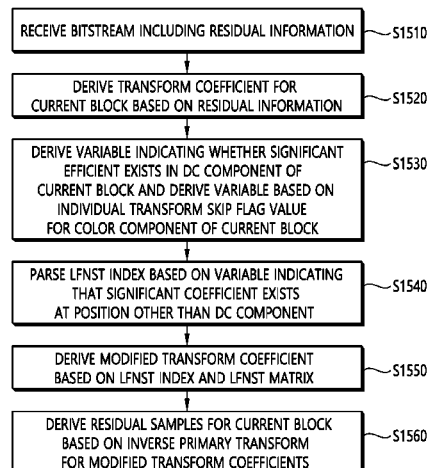 RECEIVE BITSTREAM INCLUDING RESIDUAL INFORMATION
S1510
DERIVE TRANSFORM COEFFICIENT FOR
CURRENT BLOCK BASED ON RESIDUAL INFORMATION
S1520
DERIVE VARIABLE INDICATING WHETHER SIGNIFICANT
EFFICIENT EXISTS IN DC COMPONENT OF
CURRENT BLOCK AND DERIVE VARIABLE BASED ON
INDIVIDUAL TRANSFORM SKIP FLAG VALUE
FOR COLOR COMPONENT OF CURRENT BLOCK
S1530
PARSE LFNST INDEX BASED ON VARIABLE INDICATING
THAT SIGNIFICANT COEFFICIENT EXISTS
AT POSITION OTHER THAN DC COMPONENT
S1540
DERIVE MODIFIED TRANSFORM COEFFICIENT
BASED ON LFNST INDEX AND LFNST MATRIX
S1550
DERIVE RESIDUAL SAMPLES FOR CURRENT BLOCK
BASED ON INVERSE PRIMARY TRANSFORM
FOR MODIFIED TRANSFORM COEFFICIENTS
S1560